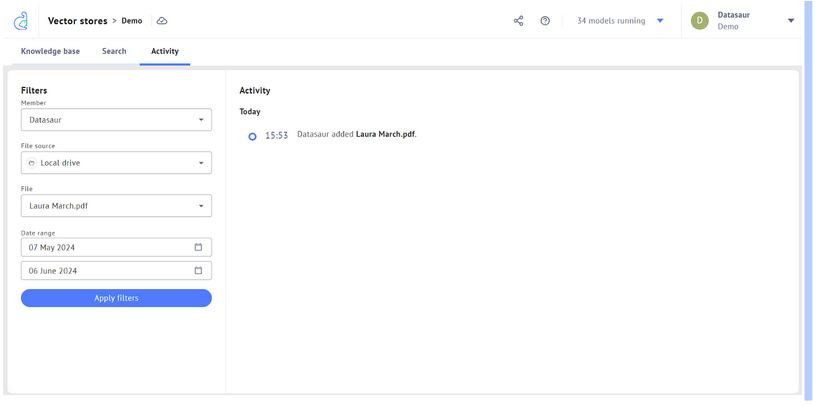 Vector stores > Demo
34 models running
D
Datasaur
Demo
Knowledge base
Search
Activity
Filters
Member
Datasaur
File source
Local drive
File
Laura March.pdf
Date range
07 May 2024
06 June 2024
Apply filters
Activity
Today
15:53 Datasaur added Laura March.pdf.